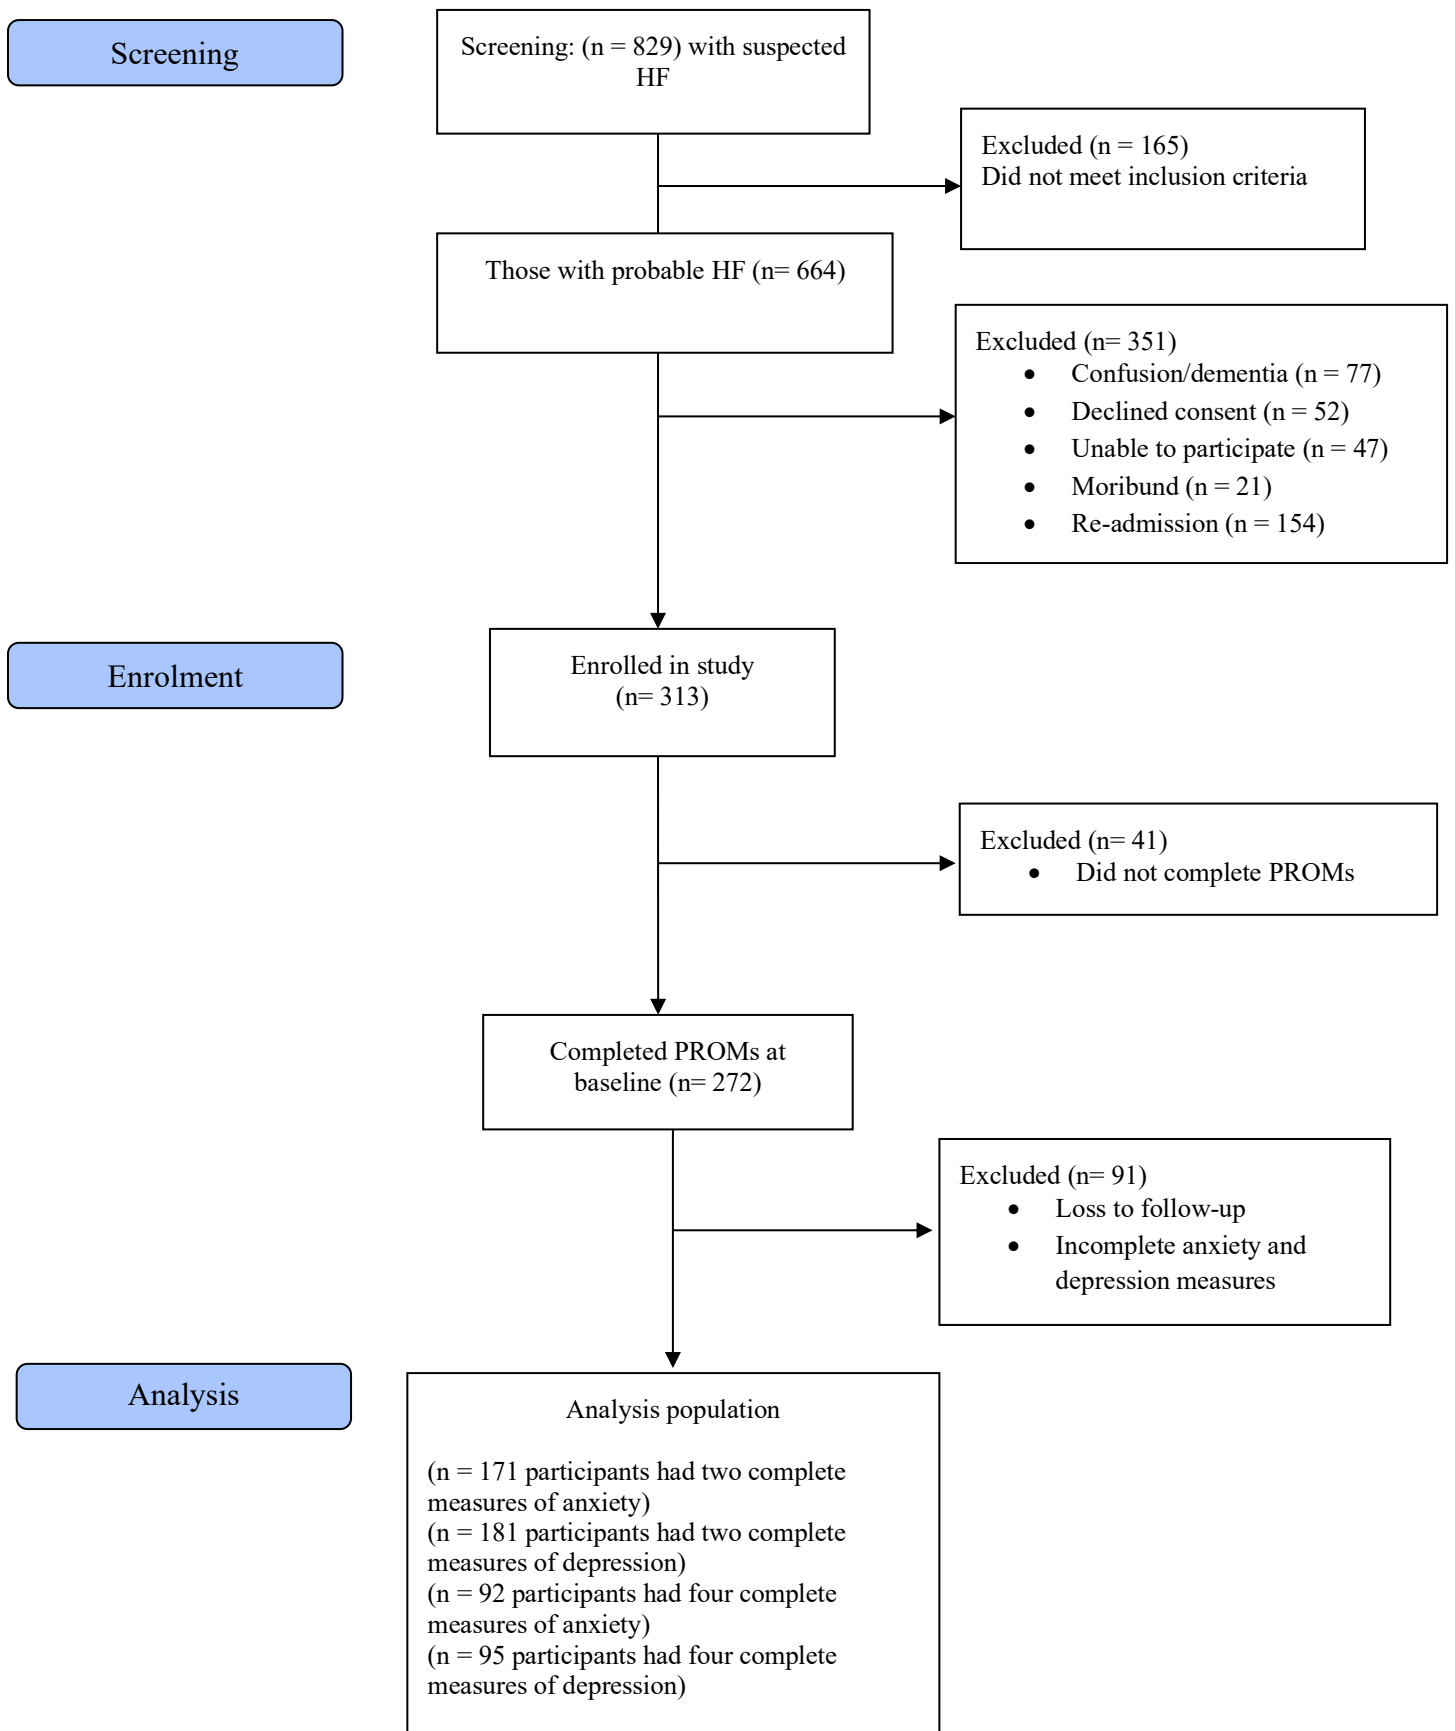 Screening
Screening: (n = 829) with suspected
HF
Excluded (n = 165)
Did not meet inclusion criteria
Those with probable HF (n= 664)
Excluded (n= 351)
• Confusion/dementia (n = 77)
• Declined consent (n = 52)
• Unable to participate (n = 47)
• Moribund (n = 21)
• Re-admission (n = 154)
Enrolment
Enrolled in study
(n= 313)
Excluded (n= 41)
• Did not complete PROMs
Completed PROMs at
baseline (n= 272)
Excluded (n= 91)
• Loss to follow-up
• Incomplete anxiety and
depression measures
Analysis
Analysis population
(n = 171 participants had two complete
measures of anxiety)
(n = 181 participants had two complete
measures of depression)
(n = 92 participants had four complete
measures of anxiety)
(n = 95 participants had four complete
measures of depression)